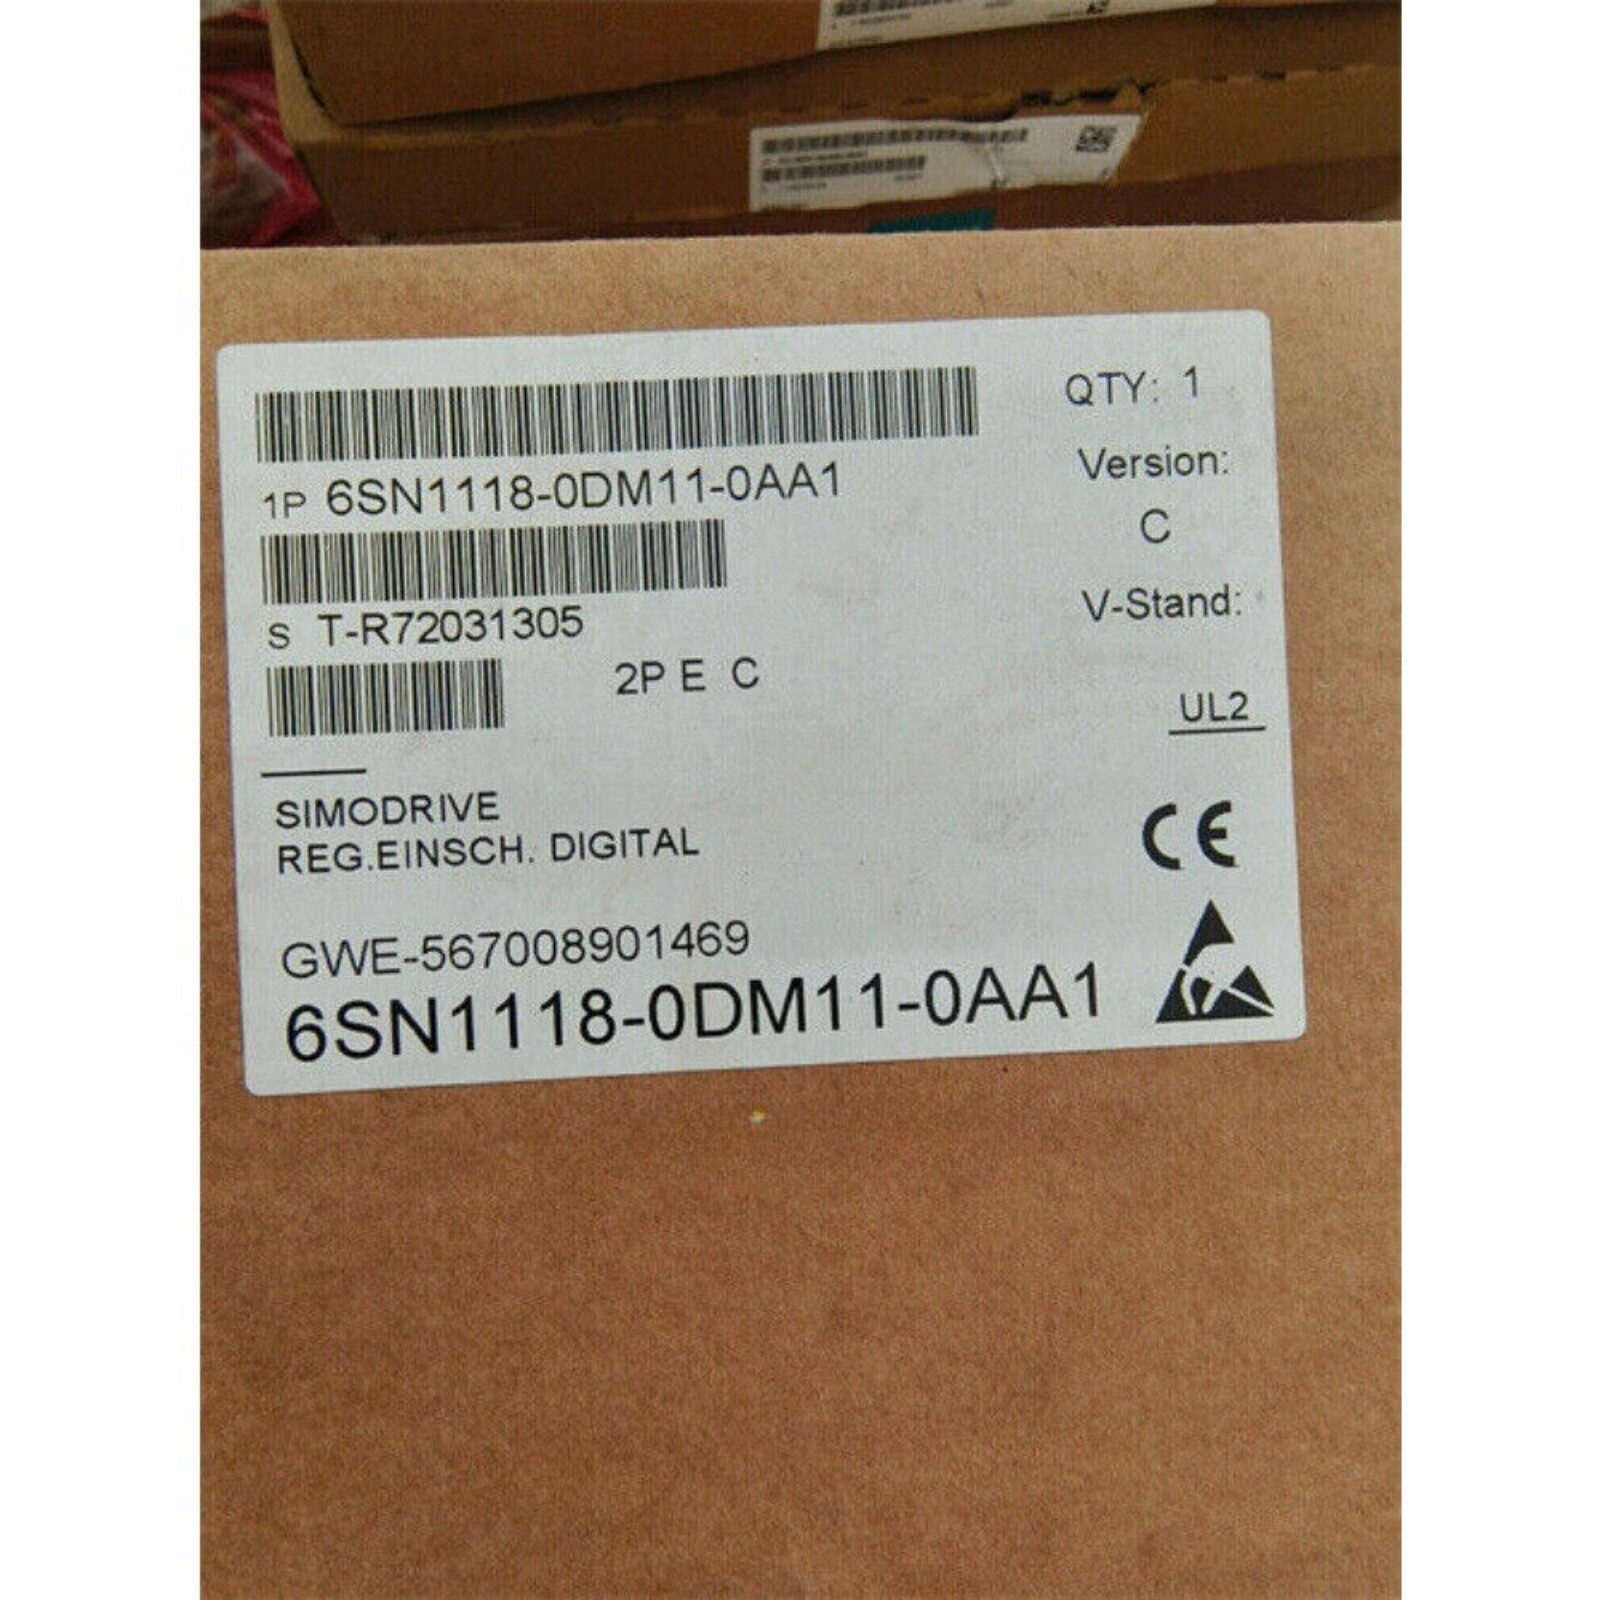 1P 6SN1118-0DM11-0AA1
S T-R72031305
2P E C
SIMODRIVE
REG.EINSCH. DIGITAL
GWE-567008901469
6SN1118-0DM11-0AA1
QTY: 1
Version:
C
V-Stand:
UL2
CE